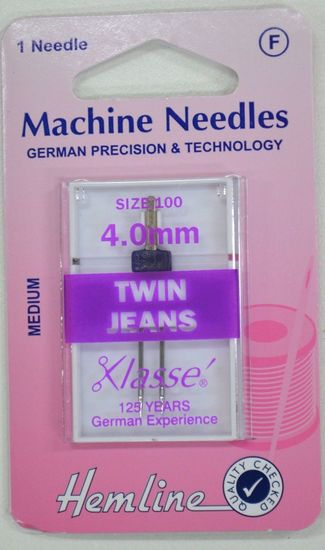 1 Needle
F
Machine Needles
GERMAN PRECISION & TECHNOLOGY
SIZE 100
4.0mm
MEDIUM
TWIN
JEANS
Klassé®
125 YEARS
German Experience
Hemline
QUALITY CHECKED